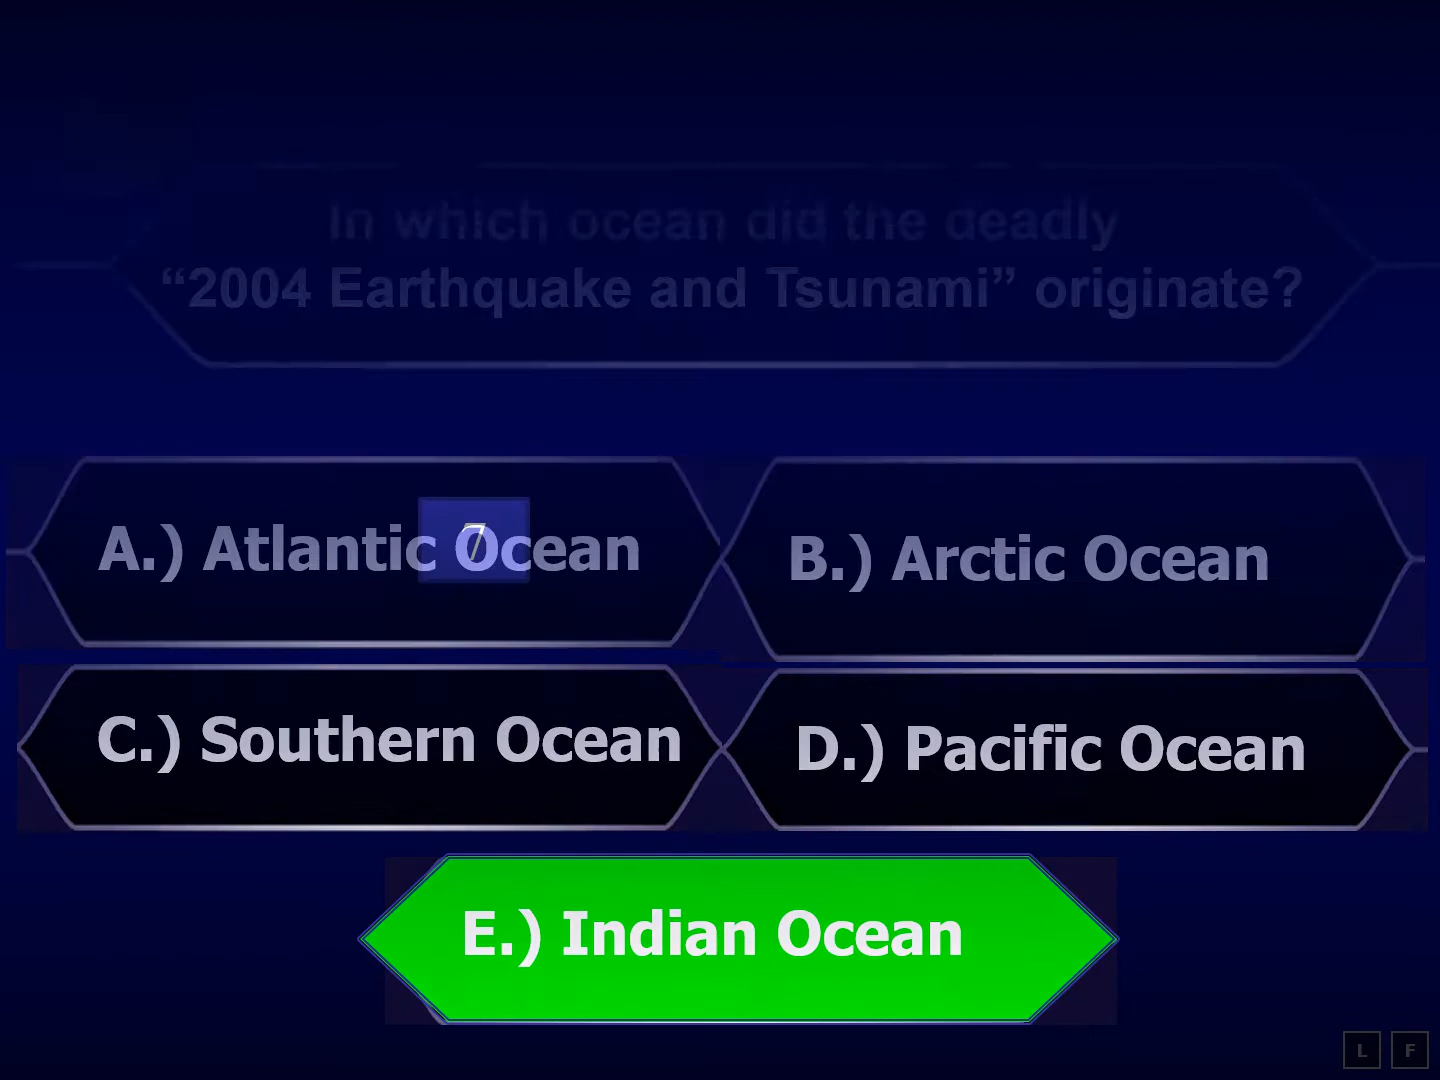 In which ocean did the deadly
“2004 Earthquake and Tsunami” originate?
A.) Atlantic Ocean
7
B.) Arctic Ocean
C.) Southern Ocean
D.) Pacific Ocean
E.) Indian Ocean
L F